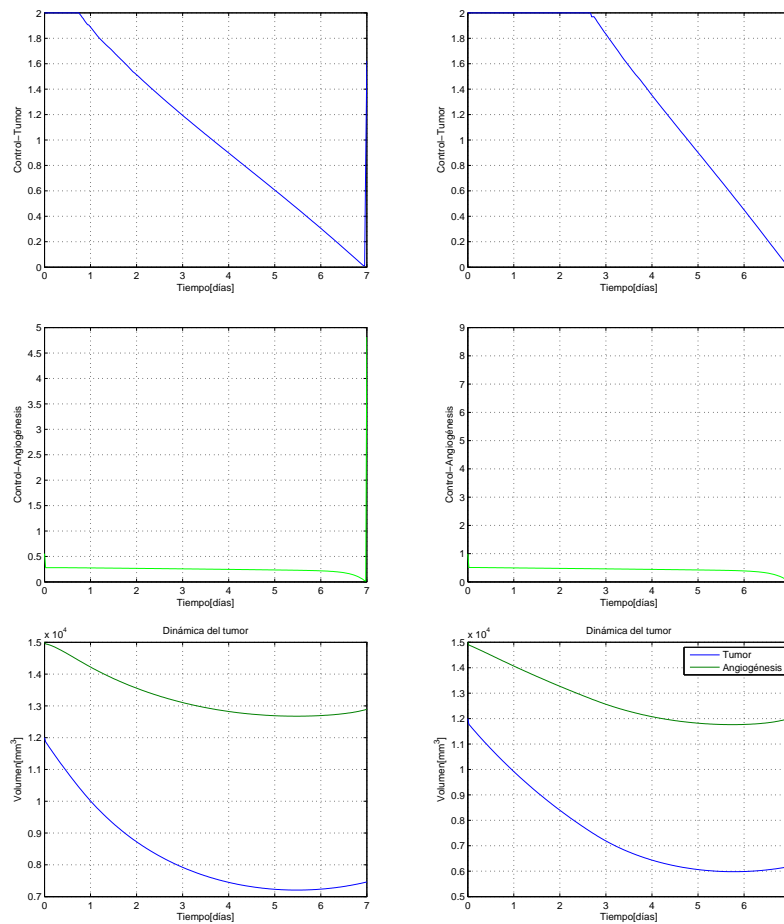 2
1.8
1.6
1.4
1.2
1
0.8
0.6
0.4
0.2
0
Control−Tumor
0 1 2 3 4 5 6 7
Tiempo[días]
2
1.8
1.6
1.4
1.2
1
0.8
0.6
0.4
0.2
0
Control−Tumor
0 1 2 3 4 5 6
Tiempo[días]
5
4.5
4
3.5
3
2.5
2
1.5
1
0.5
0
Control−Angiogénesis
0 1 2 3 4 5 6 7
Tiempo[días]
9
8
7
6
5
4
3
2
1
0
Control−Angiogénesis
0 1 2 3 4 5 6
Tiempo[días]
Dinámica del tumor
x 10^4
1.5
1.4
1.3
1.2
1.1
1
0.9
0.8
0.7
Volumen[mm^3]
0 1 2 3 4 5 6 7
Tiempo[días]
Dinámica del tumor
x 10^4
1.5
1.4
1.3
1.2
1.1
1
0.9
0.8
0.7
0.6
0.5
Volumen[mm^3]
0 1 2 3 4 5 6
Tiempo[días]
Tumor
Angiogénesis